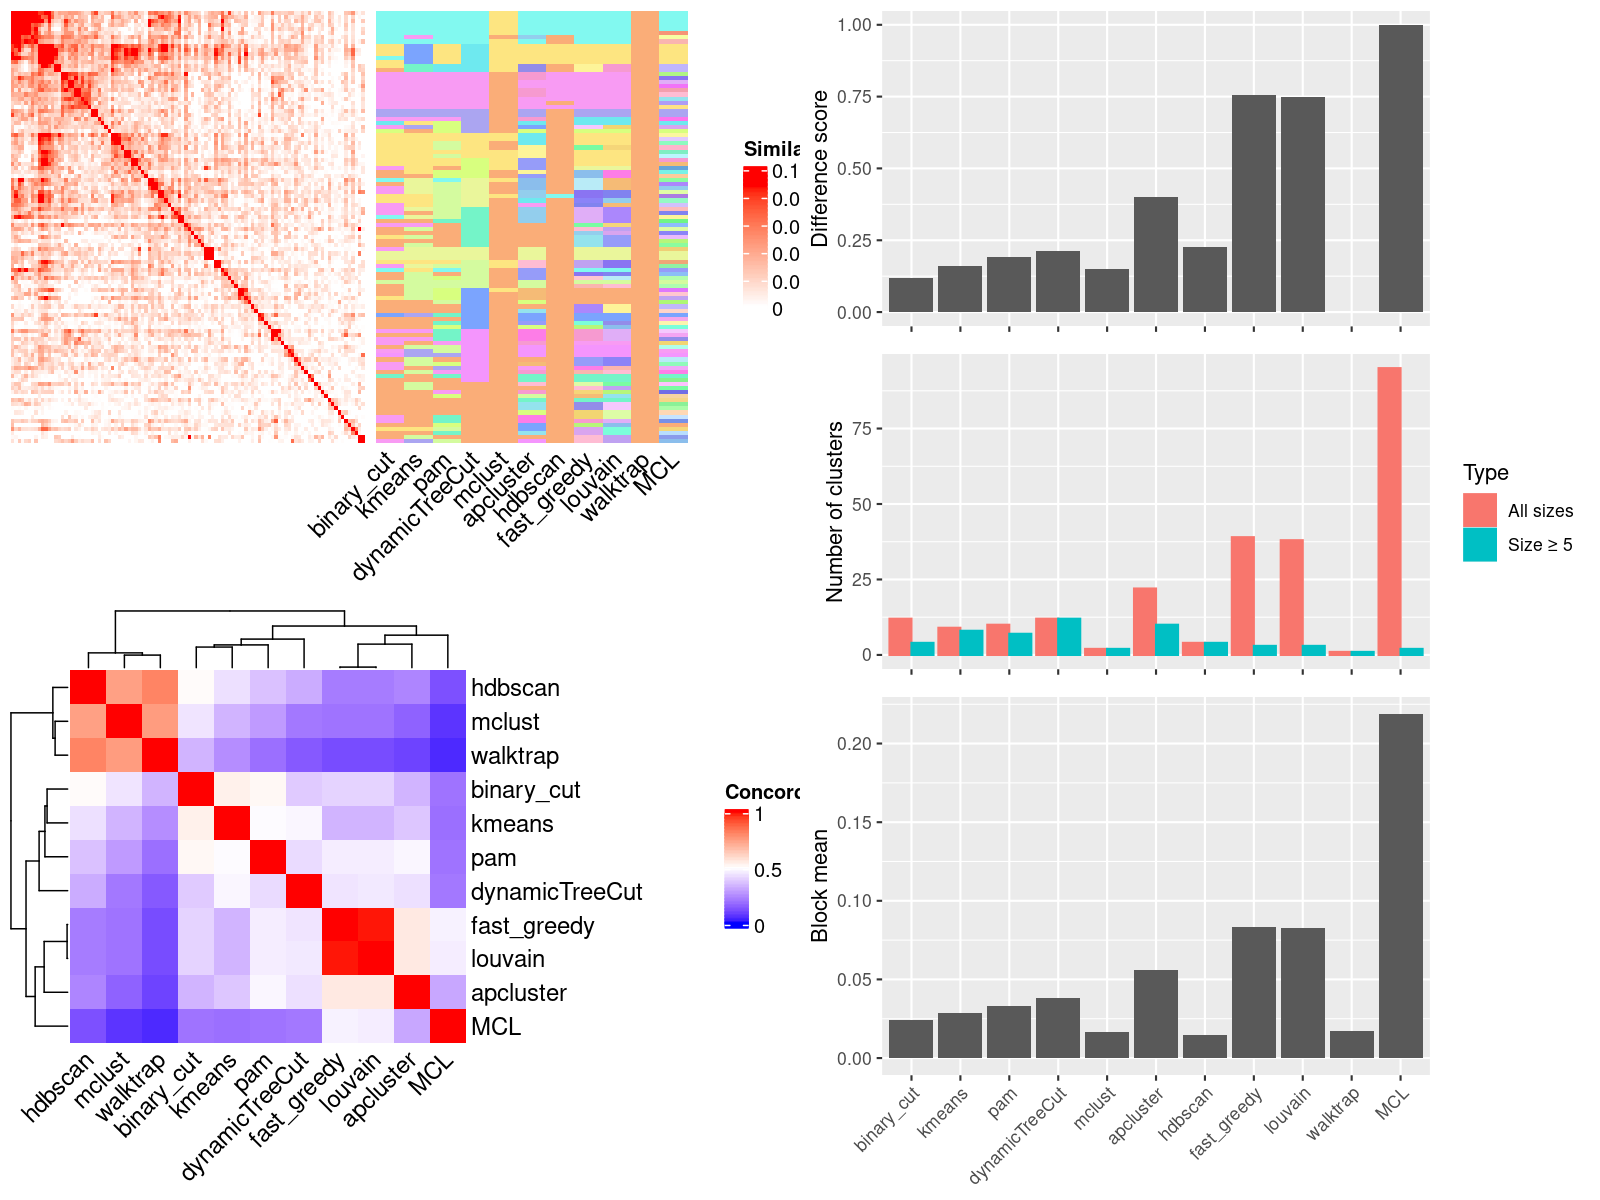 Simila
0.1
0.0
0.0
0.0
0.0
0
binary_cut
kmeans
pam
dynamicTreeCut
mclust
apcluster
hdbscan
fast_greedy
louvain
walktrap
MCL
hdbscan
mclust
walktrap
binary_cut
kmeans
pam
dynamicTreeCut
fast_greedy
louvain
apcluster
MCL
hdbscan
mclust
walktrap
binary_cut
kmeans
pam
dynamicTreeCut
fast_greedy
louvain
apcluster
MCL
Concord
1
0.5
0
Difference score
1.00
0.75
0.50
0.25
0.00
Number of clusters
75
50
25
0
Type
All sizes
Size ≥ 5
Block mean
0.20
0.15
0.10
0.05
0.00
binary_cut
kmeans
pam
dynamicTreeCut
mclust
apcluster
hdbscan
fast_greedy
louvain
walktrap
MCL